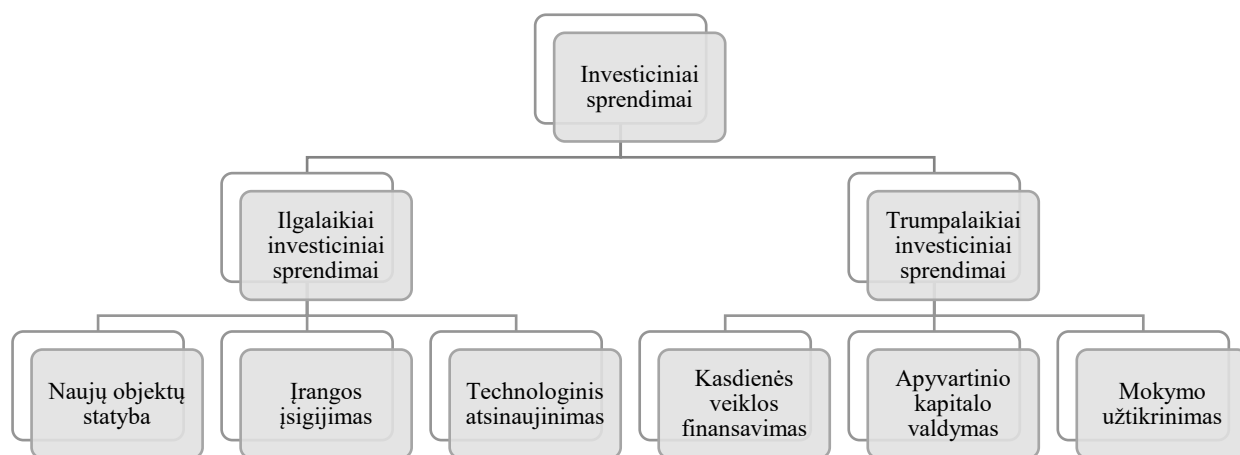 Investiciniai
sprendimai
Ilgalaikiai
investiciniai
sprendimai
Trumpalaikiai
investiciniai
sprendimai
Naujų objektų
statyba
Įrangos
įsigijimas
Technologinis
atsinaujinimas
Kasdienės
veiklos
finansavimas
Apyvartinio
kapitalo
valdymas
Mokymo
užtikrinimas